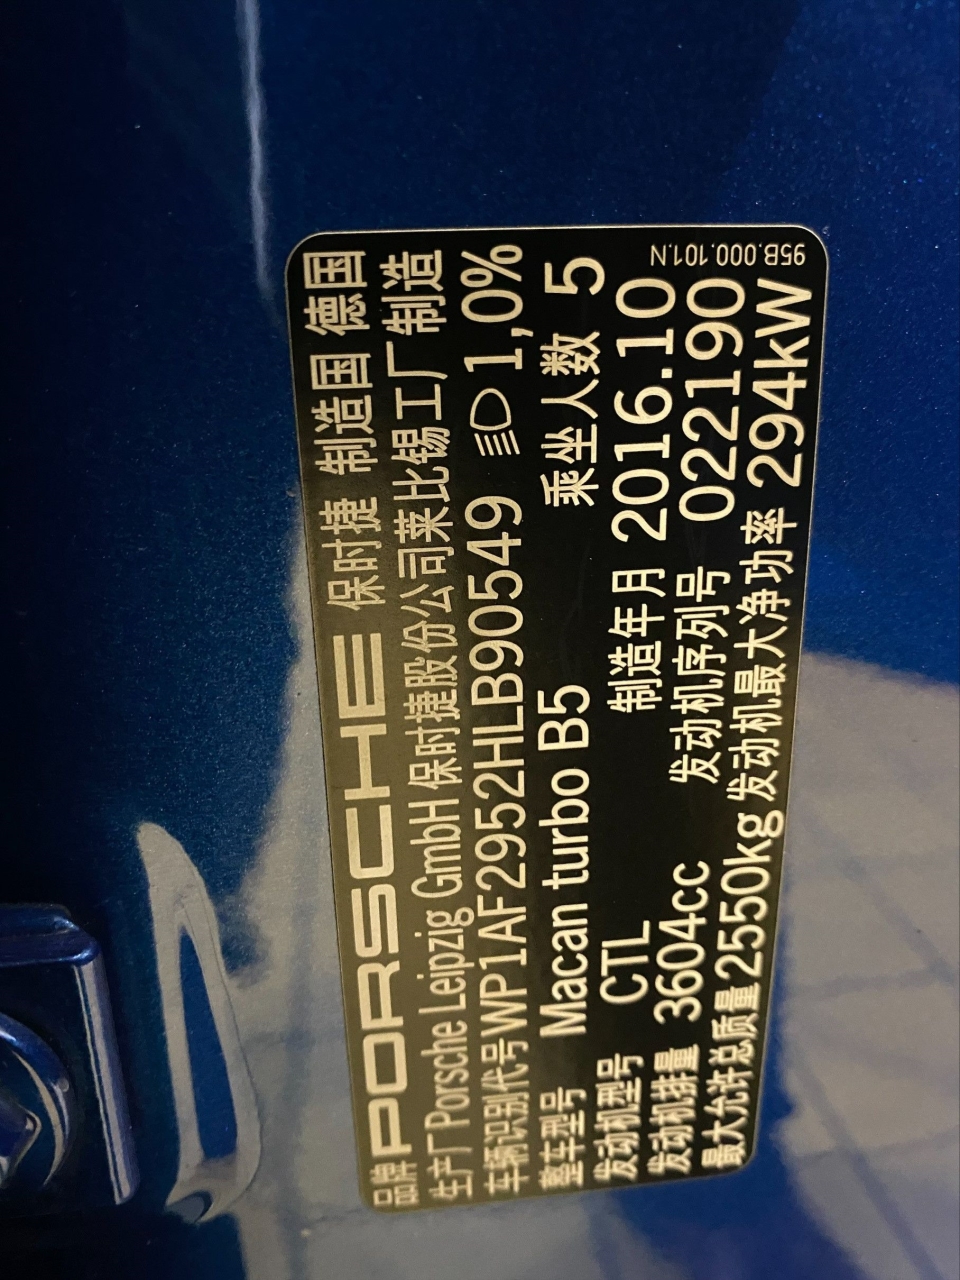 95B.000.101.N
品牌 PORSCHE 保时捷 制造国 德国
生产厂 Porsche Leipzig GmbH 保时捷股份公司莱比锡工厂制造
车辆识别代号 WP1AF2952HLB90549 1,0%
整车型号 Macan turbo B5 乘坐人数 5
发动机型号 CTL 制造年月 2016.10
发动机排量 3604cc 发动机序列号 022190
最大允许总质量 2550kg 发动机最大净功率 294kW